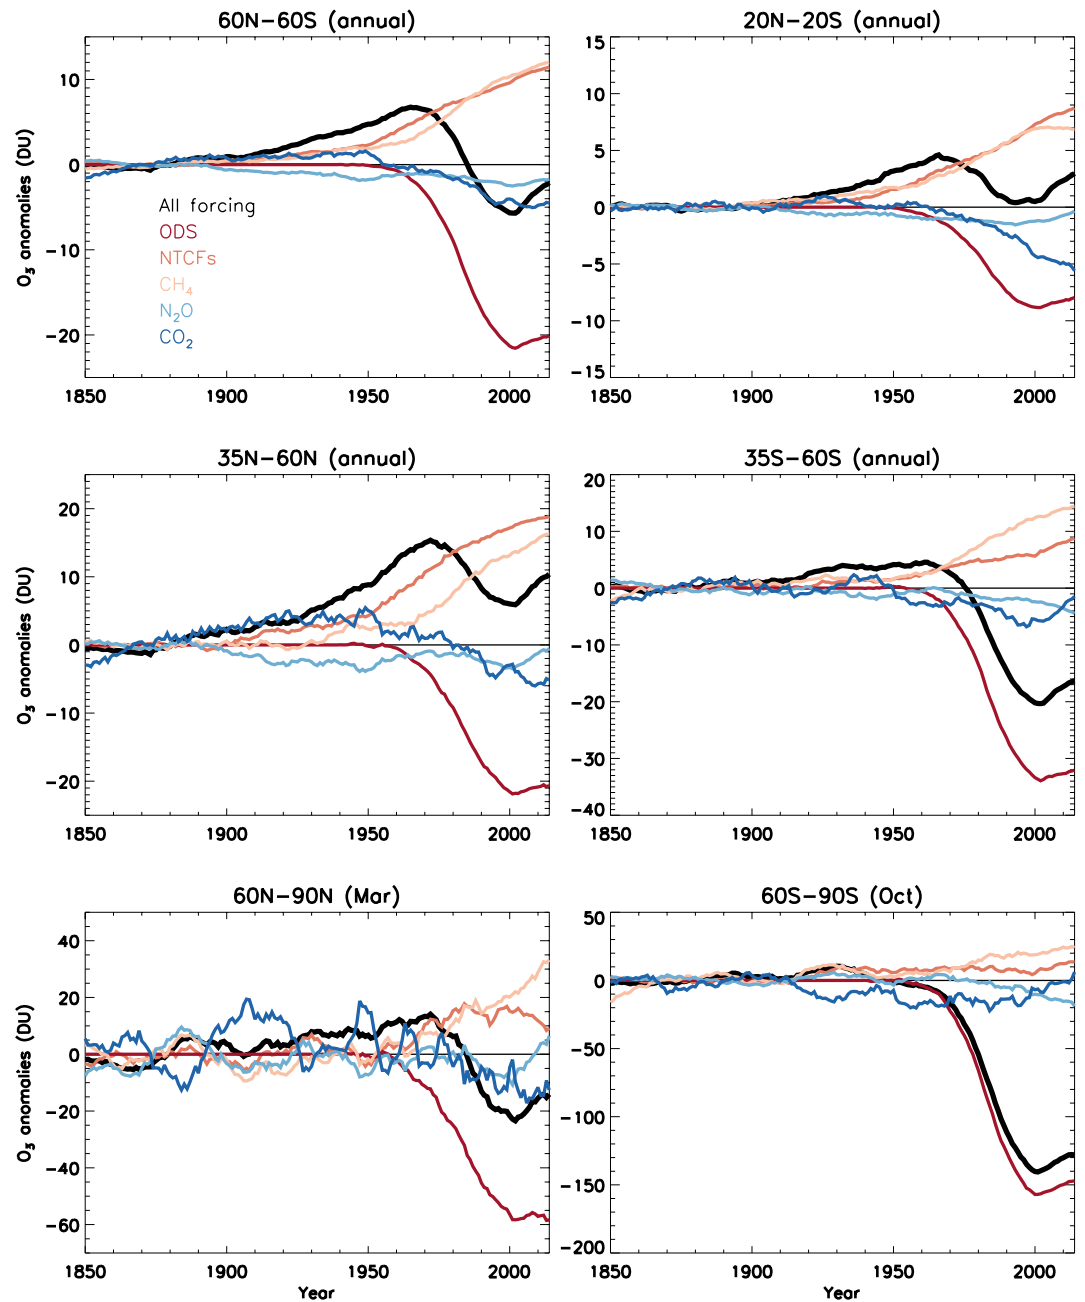 60N−60S (annual)
20N−20S (annual)
O3 anomalies (DU)
10
0
−10
−20
All forcing
ODS
NTCFs
CH4
N2O
CO2
1850 1900 1950 2000
15
10
5
0
−5
−10
−15
1850 1900 1950 2000
35N−60N (annual)
35S−60S (annual)
O3 anomalies (DU)
20
10
0
−10
−20
1850 1900 1950 2000
20
10
0
−10
−20
−30
−40
1850 1900 1950 2000
60N−90N (Mar)
60S−90S (Oct)
O3 anomalies (DU)
40
20
0
−20
−40
−60
1850 1900 1950 2000
Year
50
0
−50
−100
−150
−200
1850 1900 1950 2000
Year